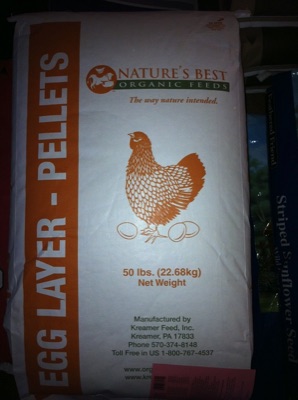 EGG LAYER - PELLETS
NATURE'S BEST
ORGANIC FEEDS
The way nature intended.
50 lbs. (22.68kg)
Net Weight
Manufactured by
Kreamer Feed, Inc.
Kreamer, PA 17833
Phone 570-374-8148
Toll Free in US 1-800-767-4537
Striped Sunflower Seed